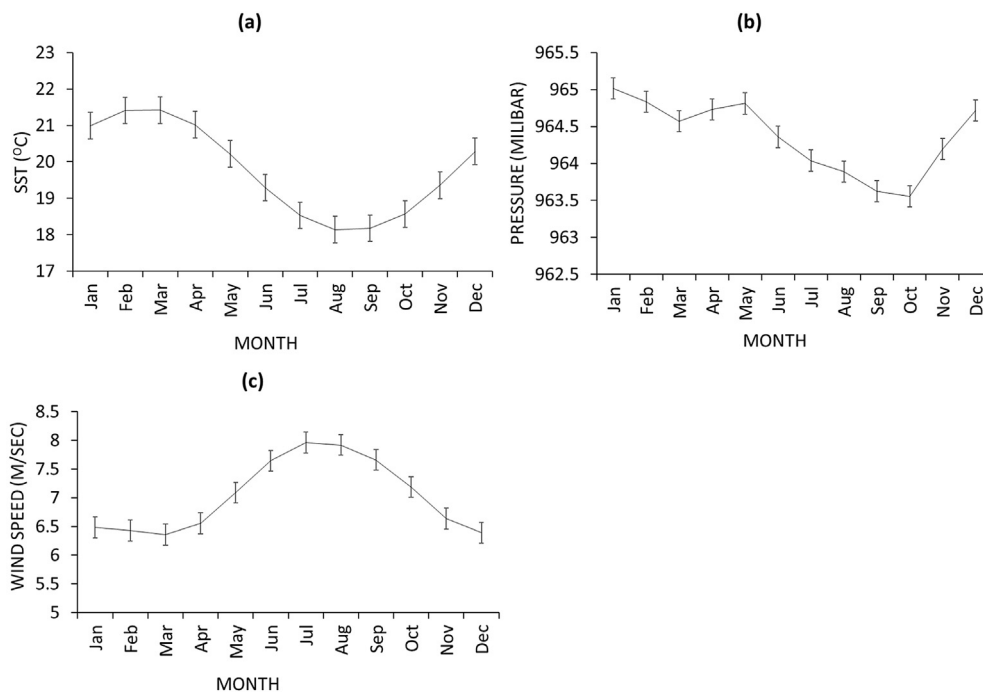 (a)
23
22
21
20
19
18
17
SST (⁰C)
Jan Feb Mar Apr May Jun Jul Aug Sep Oct Nov Dec
MONTH
(b)
965.5
965
964.5
964
963.5
963
962.5
PRESSURE (MILIBAR)
Jan Feb Mar Apr May Jun Jul Aug Sep Oct Nov Dec
MONTH
(c)
8.5
8
7.5
7
6.5
6
5.5
5
WIND SPEED (M/SEC)
Jan Feb Mar Apr May Jun Jul Aug Sep Oct Nov Dec
MONTH